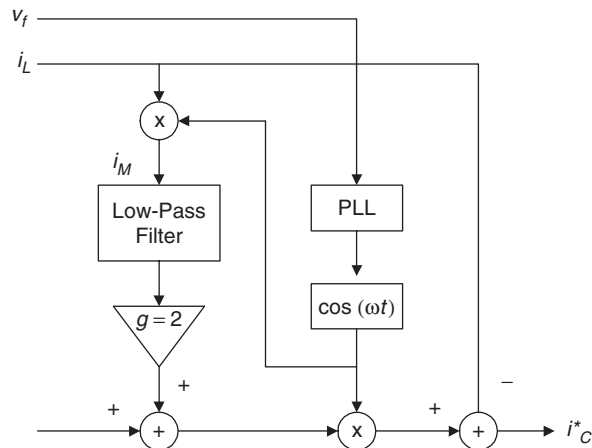 v_f
i_L
x
i_M
Low-Pass
Filter
PLL
g = 2
cos (ωt)
+
+
+
x
+
+
−
i*_C